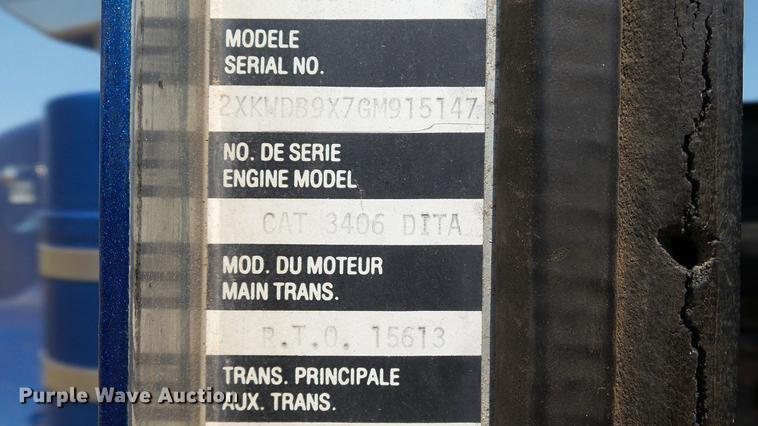 MODELE
SERIAL NO.
2XKWDB9X7GM915147
NO. DE SERIE
ENGINE MODEL
CAT 3406 DITA
MOD. DU MOTEUR
MAIN TRANS.
R.T.O. 15613
TRANS. PRINCIPALE
AUX. TRANS.
Purple Wave Auction